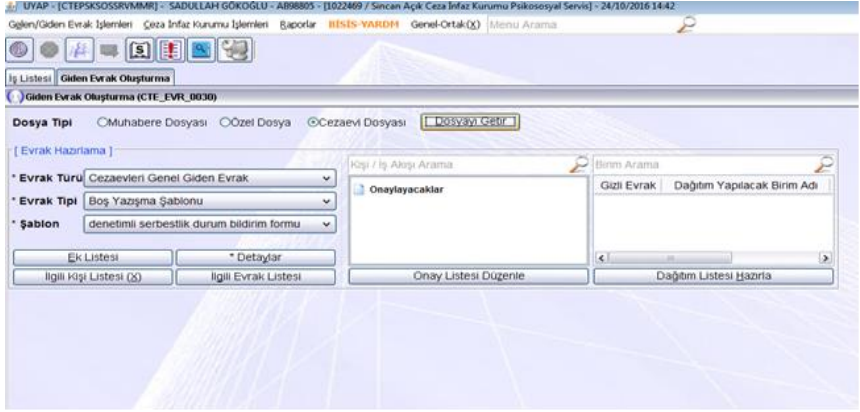 UYAP - [CTEPSKSOSSRVMMR] - SADULLAH GÖKOĞLU - AB98805 - [1022469 / Sincan Açık Ceza İnfaz Kurumu Psikososyal Servis] - 24/10/2016 14:42
Gelen/Giden Evrak İşlemleri Ceza İnfaz Kurumu İşlemleri Raporlar BİSİS-YARDIM Genel-Ortak(X) Menu Arama
İş Listesi Giden Evrak Oluşturma
Giden Evrak Oluşturma (CTE_EVR_0030)
Dosya Tipi Muhabere Dosyası Özel Dosya Cezaevi Dosyası Dosyayı Getir
[ Evrak Hazırlama ]
Kişi / İş Akışı Arama Birim Arama
* Evrak Türü Cezaevleri Genel Giden Evrak
Onaylayacaklar Gizli Evrak Dağıtım Yapılacak Birim Adı
* Evrak Tipi Boş Yazışma Şablonu
* Şablon denetimli serbestlik durum bildirim formu
Ek Listesi * Detaylar
İlgili Kişi Listesi (X) İlgili Evrak Listesi Onay Listesi Düzenle Dağıtım Listesi Hazırla